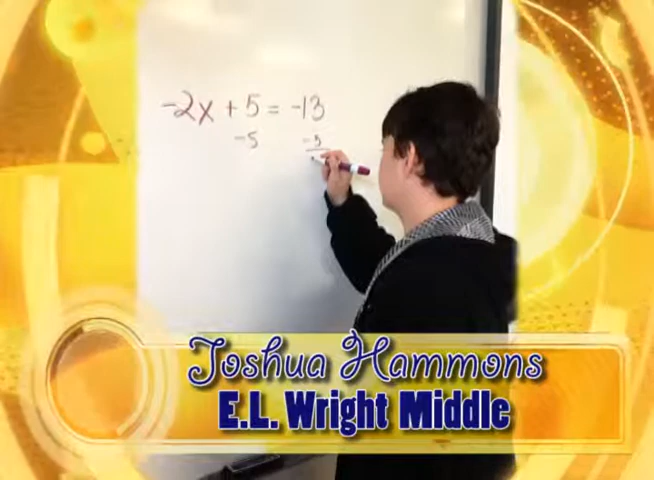 -2x + 5 = -13
-5 -5
Joshua Hammons
E.L. Wright Middle